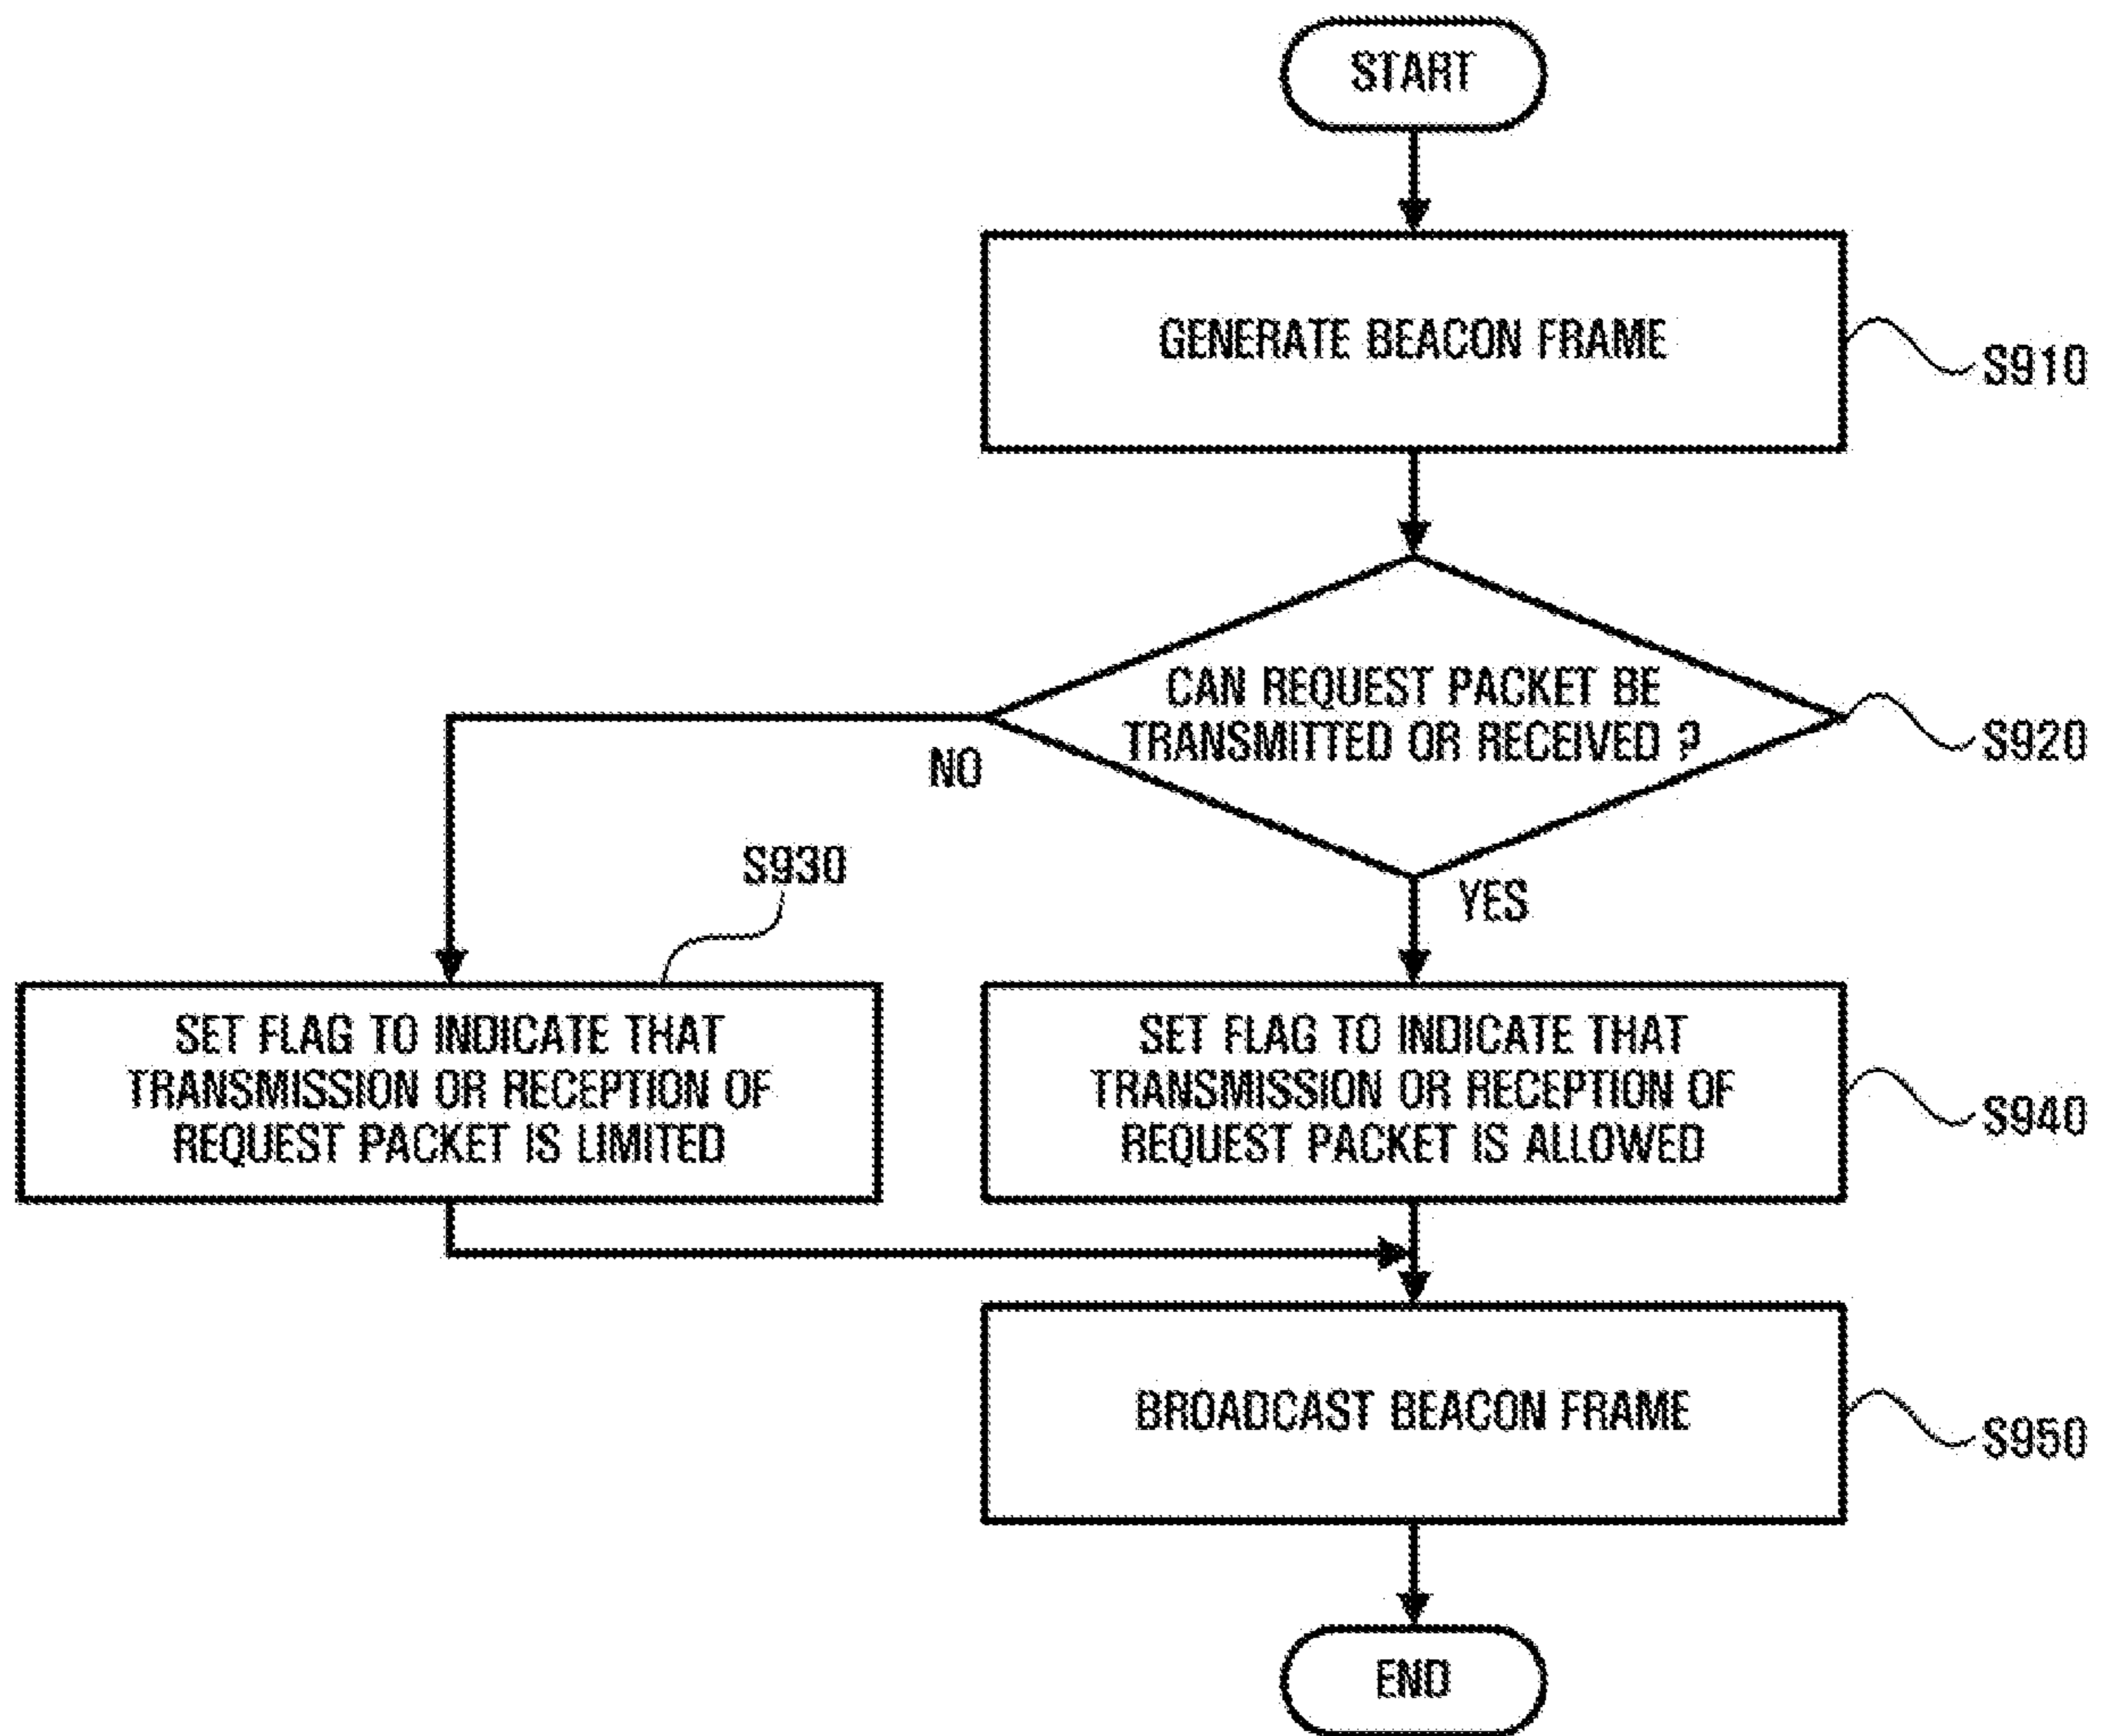 START
GENERATE BEACON FRAME
S910
CAN REQUEST PACKET BE
TRANSMITTED OR RECEIVED ?
S920
NO
YES
S930
SET FLAG TO INDICATE THAT
TRANSMISSION OR RECEPTION OF
REQUEST PACKET IS LIMITED
SET FLAG TO INDICATE THAT
TRANSMISSION OR RECEPTION OF
REQUEST PACKET IS ALLOWED
S940
BROADCAST BEACON FRAME
S950
END